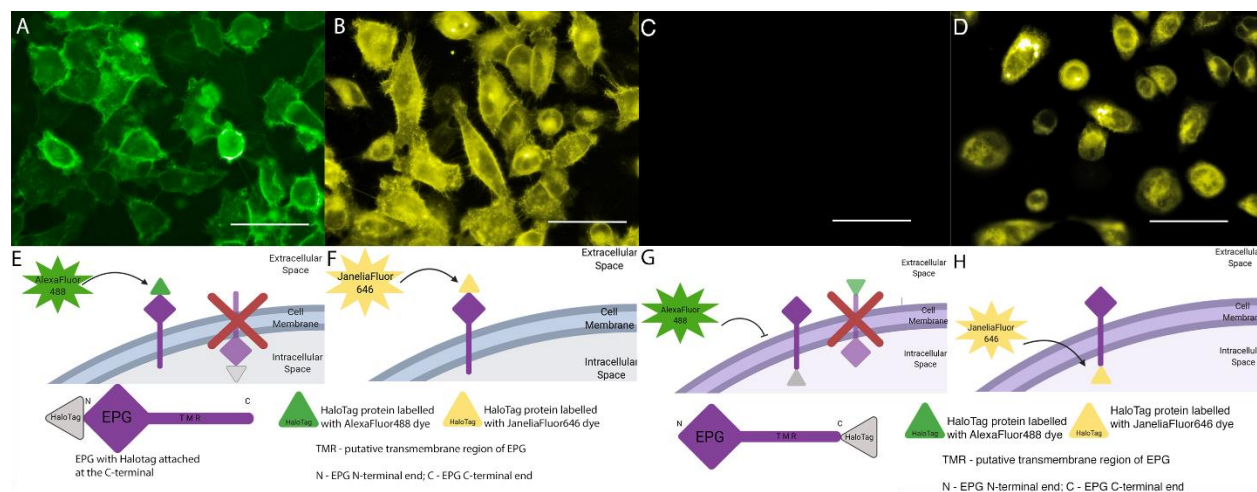 A
B
C
D
E
AlexaFluor
488
Extracellular
Space
Cell
Membrane
Intracellular
Space
F
JaneliaFluor
646
Extracellular
Space
Cell
Membrane
Intracellular
Space
G
AlexaFluor
488
Extracellular
Space
Cell
Membrane
Intracellular
Space
H
JaneliaFluor
646
Extracellular
Space
Cell
Membrane
Intracellular
Space
HaloTag
N
EPG
TMR
C
EPG with Halotag attached
at the C-terminal
HaloTag
HaloTag protein labelled
with AlexaFluor488 dye
HaloTag
HaloTag protein labelled
with JaneliaFluor646 dye
TMR - putative transmembrane region of EPG
N - EPG N-terminal end; C - EPG C-terminal end
N
EPG
TMR
C
HaloTag
HaloTag
HaloTag protein labelled
with AlexaFluor488 dye
HaloTag
HaloTag protein labelled
with JaneliaFluor646 dye
TMR - putative transmembrane region of EPG
N - EPG N-terminal end; C - EPG C-terminal end